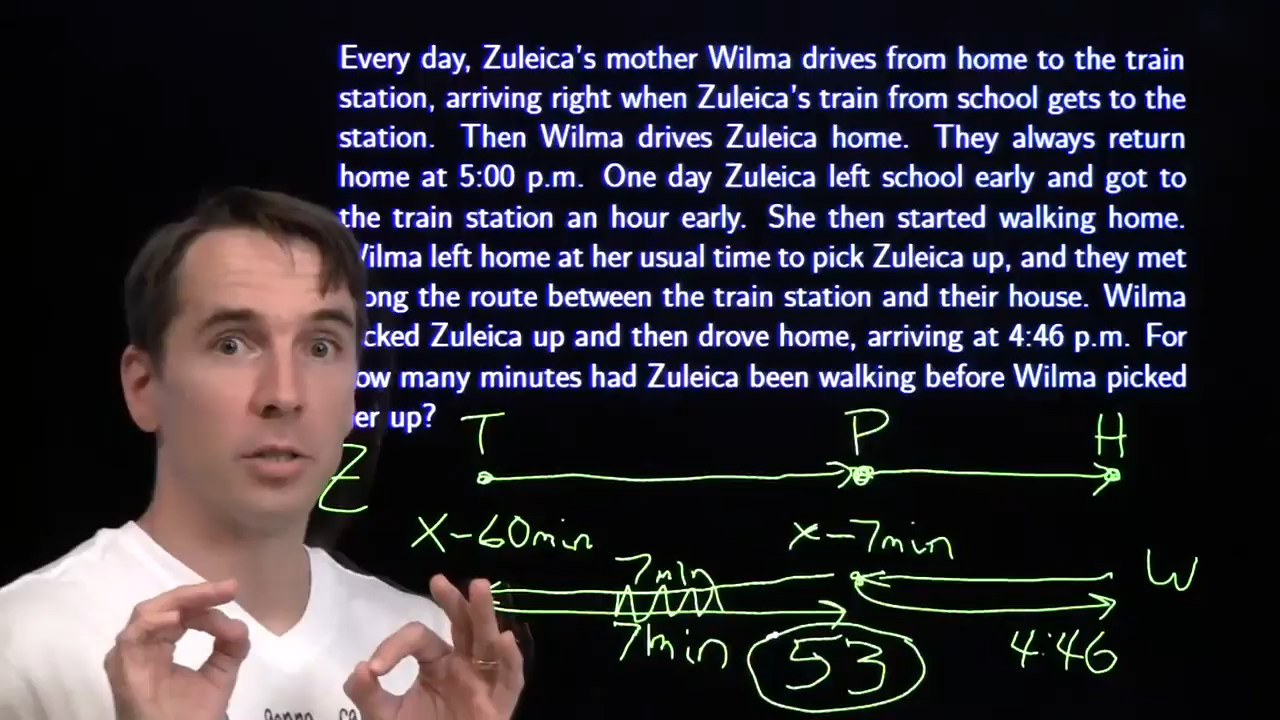 Every day, Zuleica's mother Wilma drives from home to the train
station, arriving right when Zuleica's train from school gets to the
station. Then Wilma drives Zuleica home. They always return
home at 5:00 p.m. One day Zuleica left school early and got to
the train station an hour early. She then started walking home.
Wilma left home at her usual time to pick Zuleica up, and they met
along the route between the train station and their house. Wilma
picked Zuleica up and then drove home, arriving at 4:46 p.m. For
how many minutes had Zuleica been walking before Wilma picked
her up?
T P H
Z
X-60min x-7min
7min W
7min 53 4:46